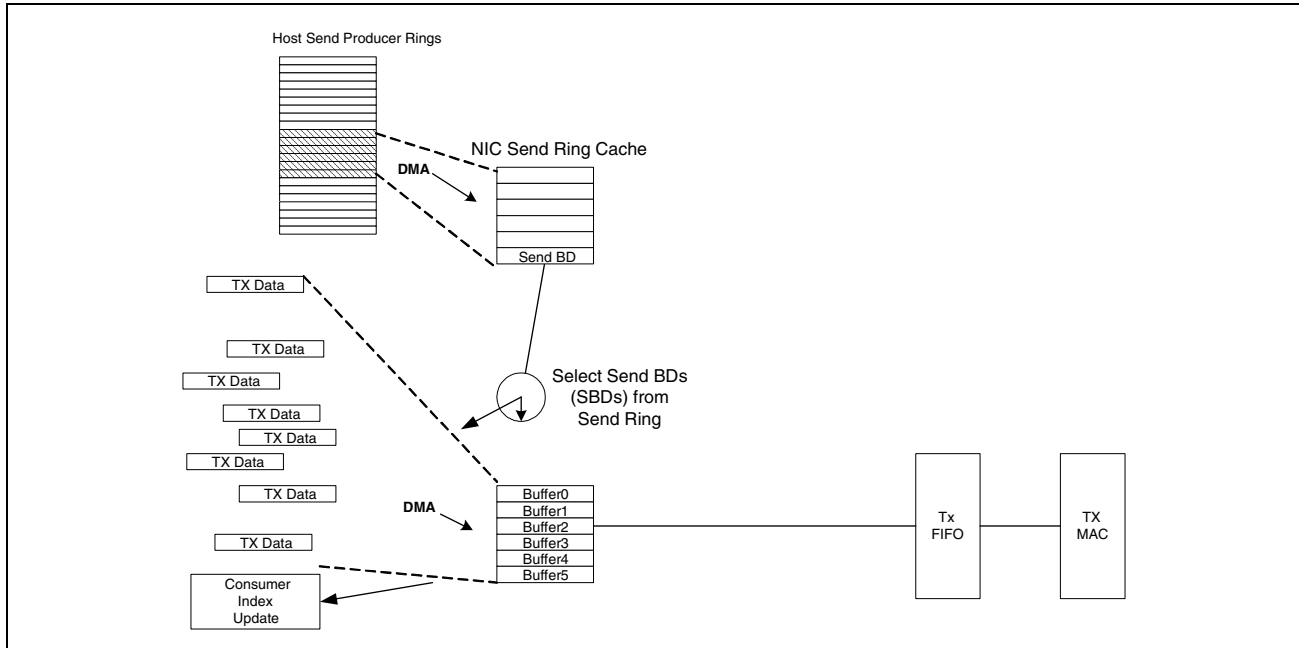 Host Send Producer Rings
NIC Send Ring Cache
DMA
Send BD
TX Data
TX Data
TX Data
TX Data
TX Data
TX Data
TX Data
TX Data
Select Send BDs
(SBDs) from
Send Ring
DMA
Buffer0
Buffer1
Buffer2
Buffer3
Buffer4
Buffer5
Tx
FIFO
TX
MAC
Consumer
Index
Update